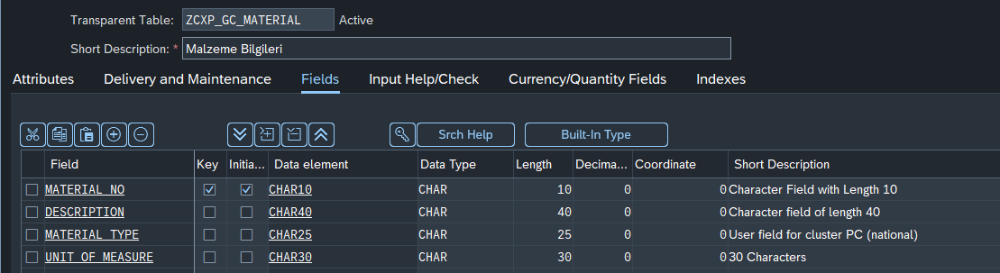 Transparent Table: ZCXP_GC_MATERIAL Active
Short Description: * Malzeme Bilgileri
Attributes Delivery and Maintenance Fields Input Help/Check Currency/Quantity Fields Indexes
Srch Help Built-In Type
Field Key Initia... Data element Data Type Length Decima... Coordinate Short Description
MATERIAL_NO CHAR10 CHAR 10 0 0 Character Field with Length 10
DESCRIPTION CHAR40 CHAR 40 0 0 Character field of length 40
MATERIAL_TYPE CHAR25 CHAR 25 0 0 User field for cluster PC (national)
UNIT_OF_MEASURE CHAR30 CHAR 30 0 0 30 Characters